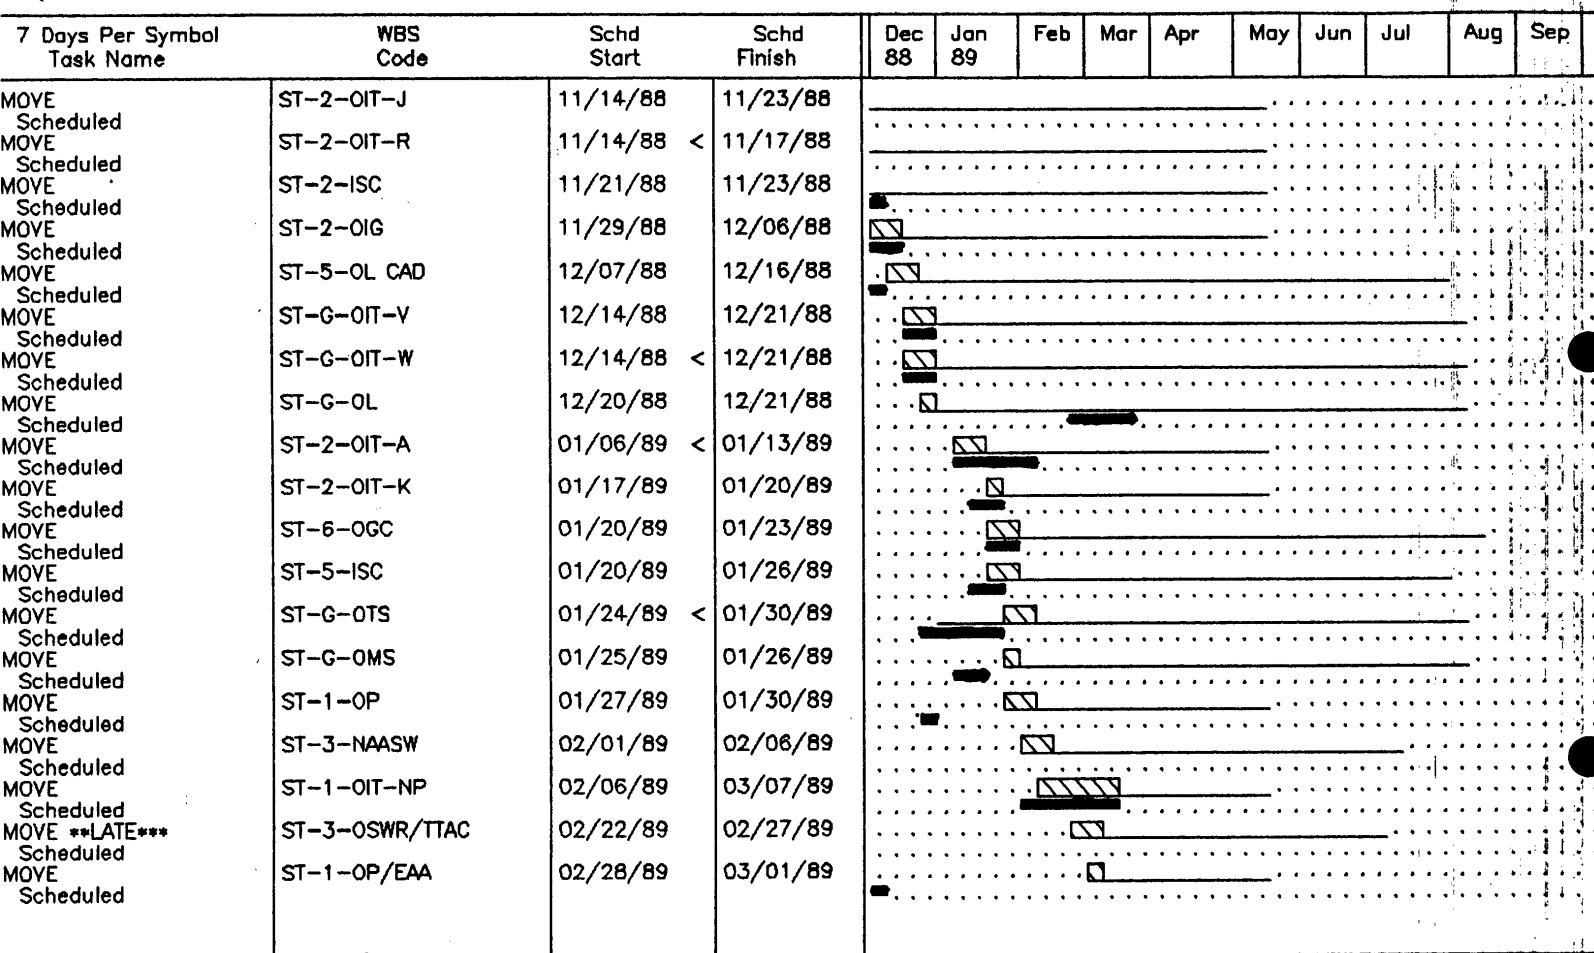 7 Days Per Symbol WBS Schd Schd Dec Jan Feb Mar Apr May Jun Jul Aug Sep
Task Name Code Start Finish 88 89
MOVE ST-2-OIT-J 11/14/88 11/23/88
Scheduled
MOVE ST-2-OIT-R 11/14/88 < 11/17/88
Scheduled
MOVE ST-2-ISC 11/21/88 11/23/88
Scheduled
MOVE ST-2-OIG 11/29/88 12/06/88
Scheduled
MOVE ST-5-OL CAD 12/07/88 12/16/88
Scheduled
MOVE ST-G-OIT-V 12/14/88 12/21/88
Scheduled
MOVE ST-G-OIT-W 12/14/88 < 12/21/88
Scheduled
MOVE ST-G-OL 12/20/88 12/21/88
Scheduled
MOVE ST-2-OIT-A 01/06/89 < 01/13/89
Scheduled
MOVE ST-2-OIT-K 01/17/89 01/20/89
Scheduled
MOVE ST-6-OGC 01/20/89 01/23/89
Scheduled
MOVE ST-5-ISC 01/20/89 01/26/89
Scheduled
MOVE ST-G-OTS 01/24/89 < 01/30/89
Scheduled
MOVE ST-G-OMS 01/25/89 01/26/89
Scheduled
MOVE ST-1-OP 01/27/89 01/30/89
Scheduled
MOVE ST-3-NAASW 02/01/89 02/06/89
Scheduled
MOVE ST-1-OIT-NP 02/06/89 03/07/89
Scheduled
MOVE **LATE*** ST-3-OSWR/TTAC 02/22/89 02/27/89
Scheduled
MOVE ST-1-OP/EAA 02/28/89 03/01/89
Scheduled